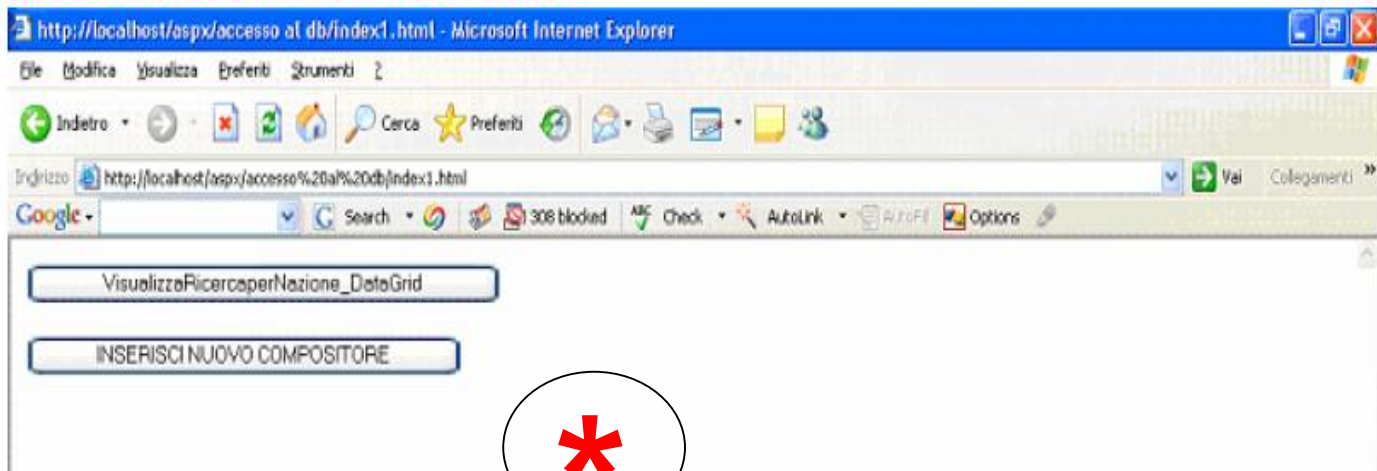 http://localhost/aspx/accesso al db/index1.html - Microsoft Internet Explorer
File Modifica Visualizza Preferiti Strumenti ?
Indietro Cerca Preferiti
Indirizzo http://localhost/aspx/accesso%20al%20db/index1.html Vai Collegamenti »
Google Search 308 blocked ABC Check AutoLink AutoFill Options
VisualizzaRicercaperNazione_DataGrid
INSERISCI NUOVO COMPOSITORE
*